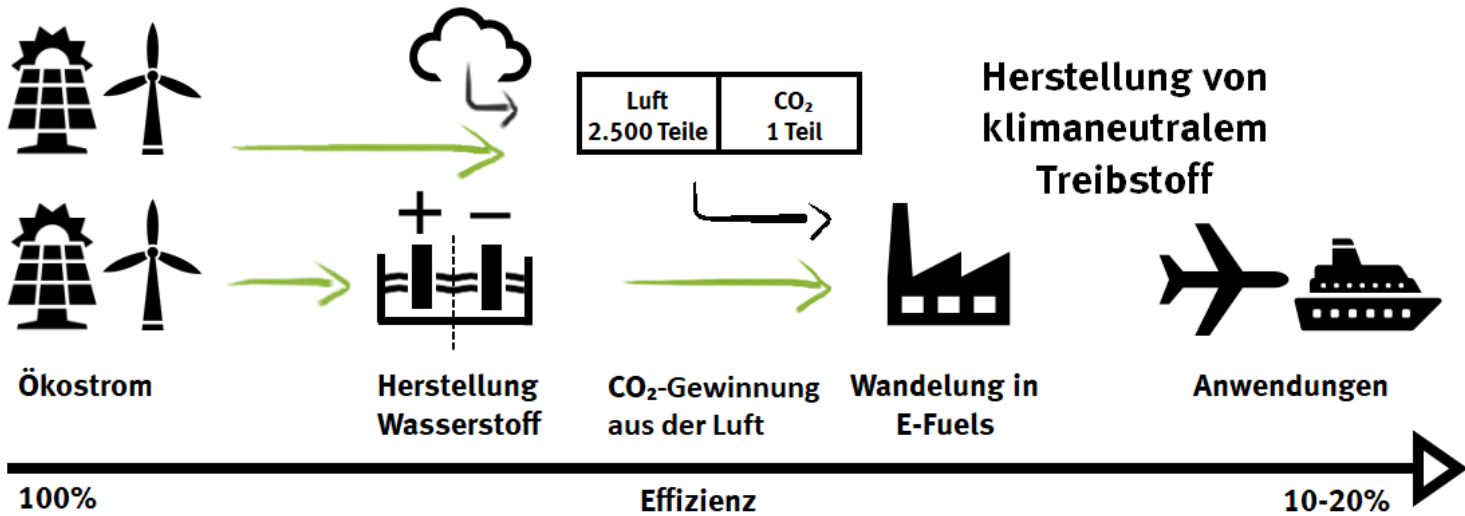 Luft
2.500 Teile
CO₂
1 Teil
Herstellung von
klimaneutralem
Treibstoff
+ −
Ökostrom
Herstellung
Wasserstoff
CO₂-Gewinnung
aus der Luft
Wandelung in
E-Fuels
Anwendungen
100%
Effizienz
10-20%